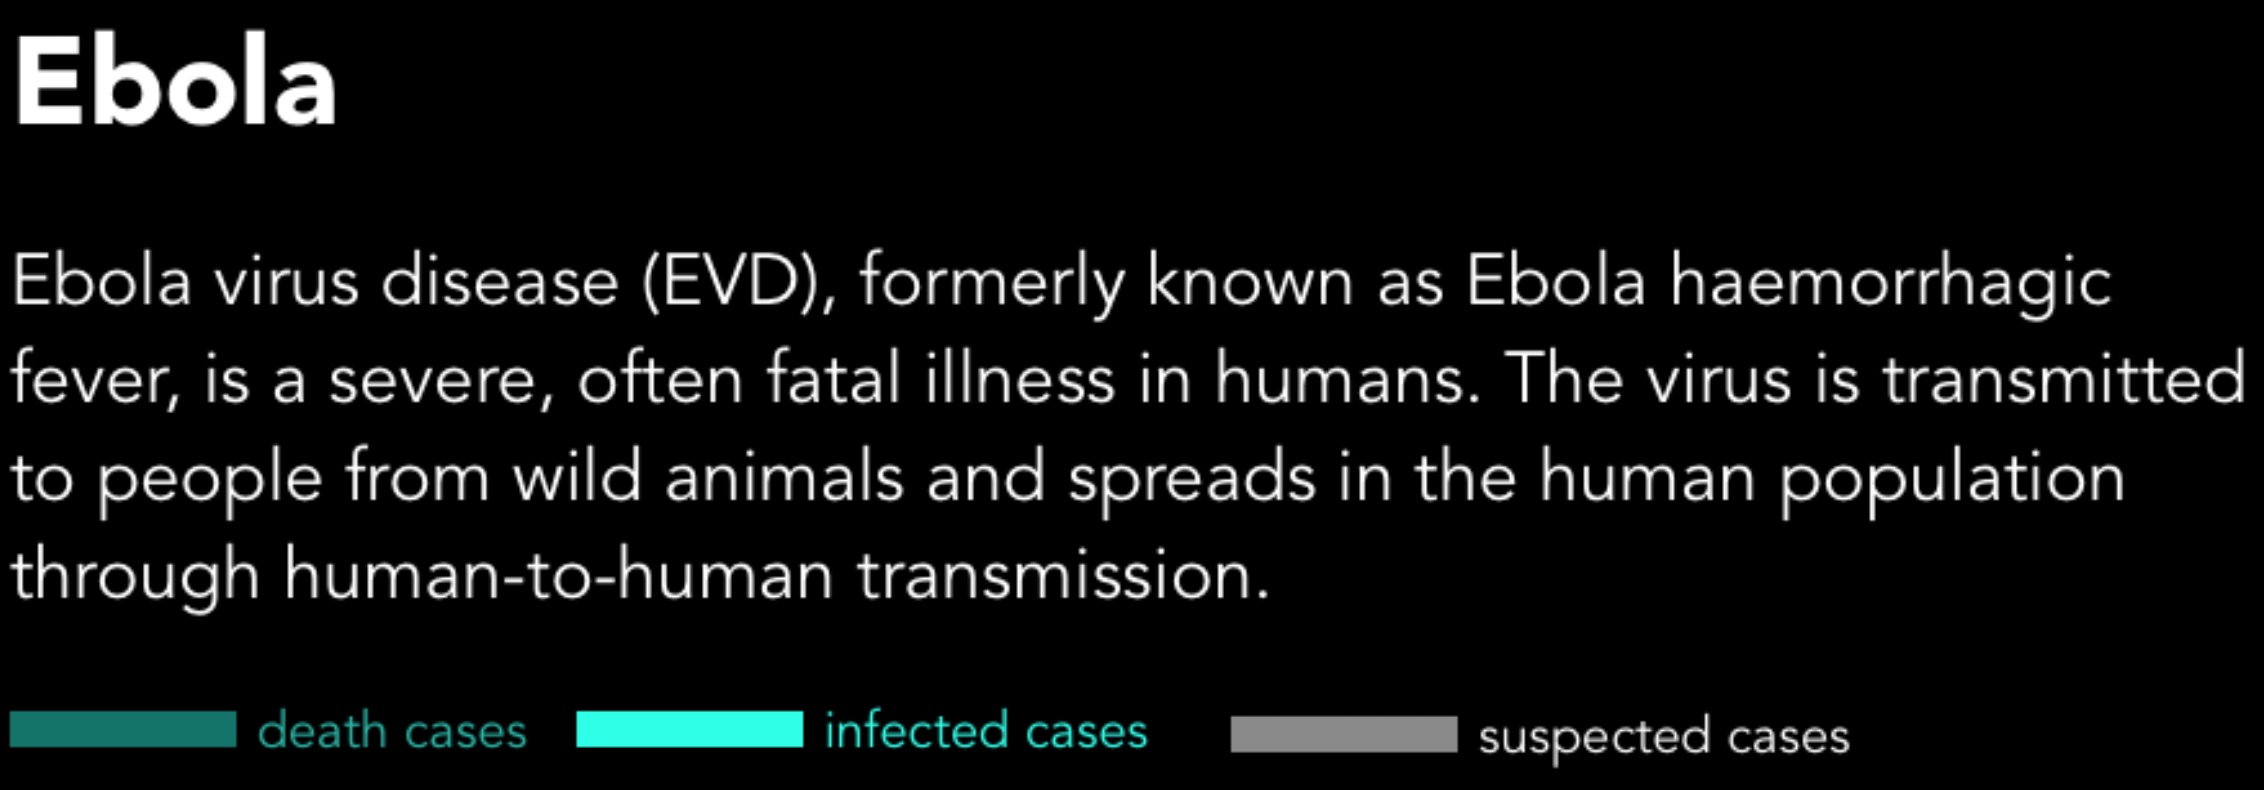 Ebola
Ebola virus disease (EVD), formerly known as Ebola haemorrhagic
fever, is a severe, often fatal illness in humans. The virus is transmitted
to people from wild animals and spreads in the human population
through human-to-human transmission.
death cases infected cases suspected cases